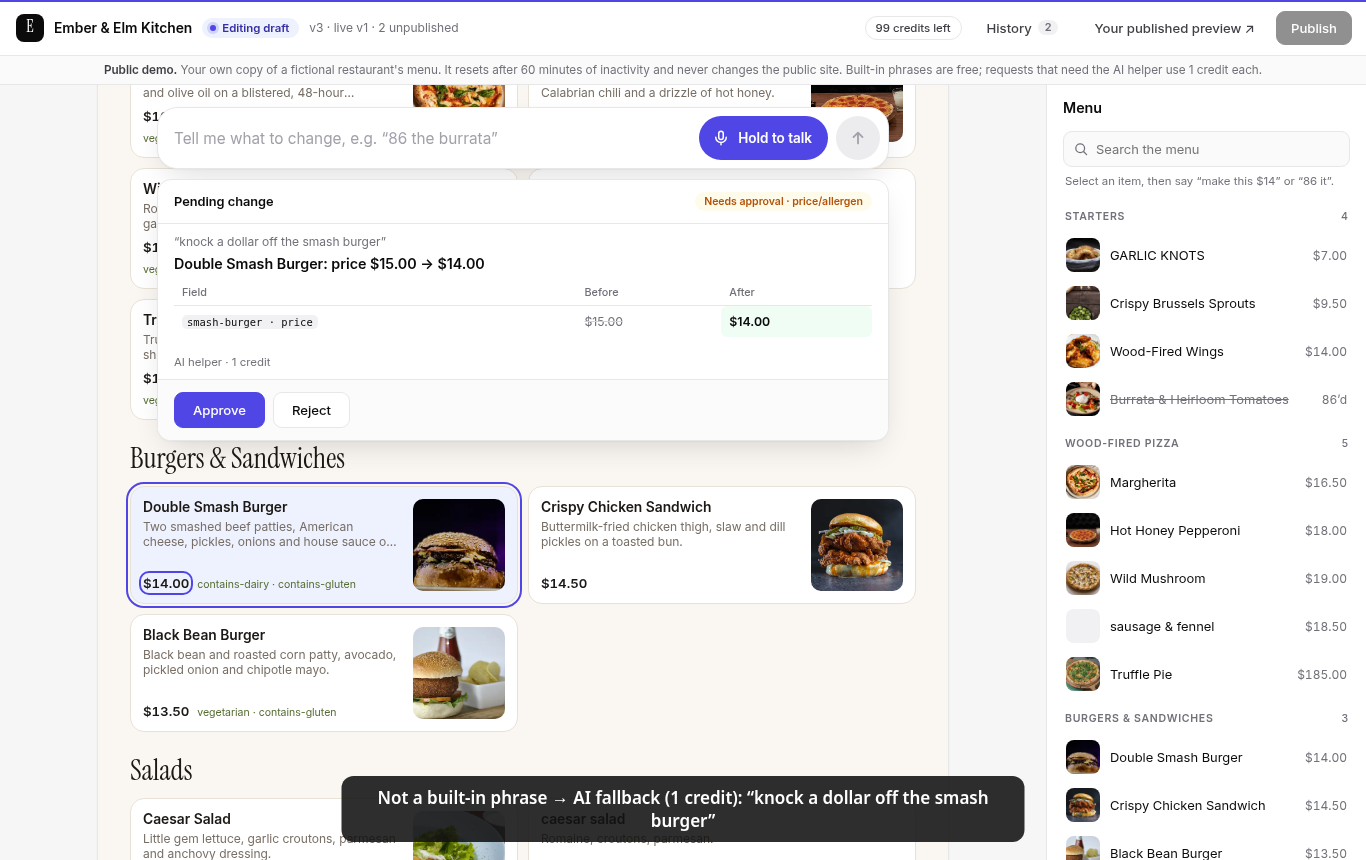 E Ember & Elm Kitchen Editing draft v3 · live v1 · 2 unpublished 99 credits left History 2 Your published preview ↗ Publish
Public demo. Your own copy of a fictional restaurant's menu. It resets after 60 minutes of inactivity and never changes the public site. Built-in phrases are free; requests that need the AI helper use 1 credit each.
and olive oil on a blistered, 48-hour…
Calabrian chili and a drizzle of hot honey.
Tell me what to change, e.g. “86 the burrata”
Hold to talk
Pending change
Needs approval · price/allergen
“knock a dollar off the smash burger”
Double Smash Burger: price $15.00 → $14.00
Field Before After
smash-burger · price $15.00 $14.00
AI helper · 1 credit
Approve Reject
Burgers & Sandwiches
Double Smash Burger
Two smashed beef patties, American
cheese, pickles, onions and house sauce o…
$14.00 contains-dairy · contains-gluten
Crispy Chicken Sandwich
Buttermilk-fried chicken thigh, slaw and dill
pickles on a toasted bun.
$14.50
Black Bean Burger
Black bean and roasted corn patty, avocado,
pickled onion and chipotle mayo.
$13.50 vegetarian · contains-gluten
Salads
Caesar Salad
Little gem lettuce, garlic croutons, parmesan
and anchovy dressing.
caesar salad
Romaine, croutons, parmesan.
Menu
Search the menu
Select an item, then say “make this $14” or “86 it”.
STARTERS 4
GARLIC KNOTS $7.00
Crispy Brussels Sprouts $9.50
Wood-Fired Wings $14.00
Burrata & Heirloom Tomatoes 86’d
WOOD-FIRED PIZZA 5
Margherita $16.50
Hot Honey Pepperoni $18.00
Wild Mushroom $19.00
sausage & fennel $18.50
Truffle Pie $185.00
BURGERS & SANDWICHES 3
Double Smash Burger $14.00
Crispy Chicken Sandwich $14.50
Black Bean Burger $13.50
Not a built-in phrase → AI fallback (1 credit): “knock a dollar off the smash
burger”